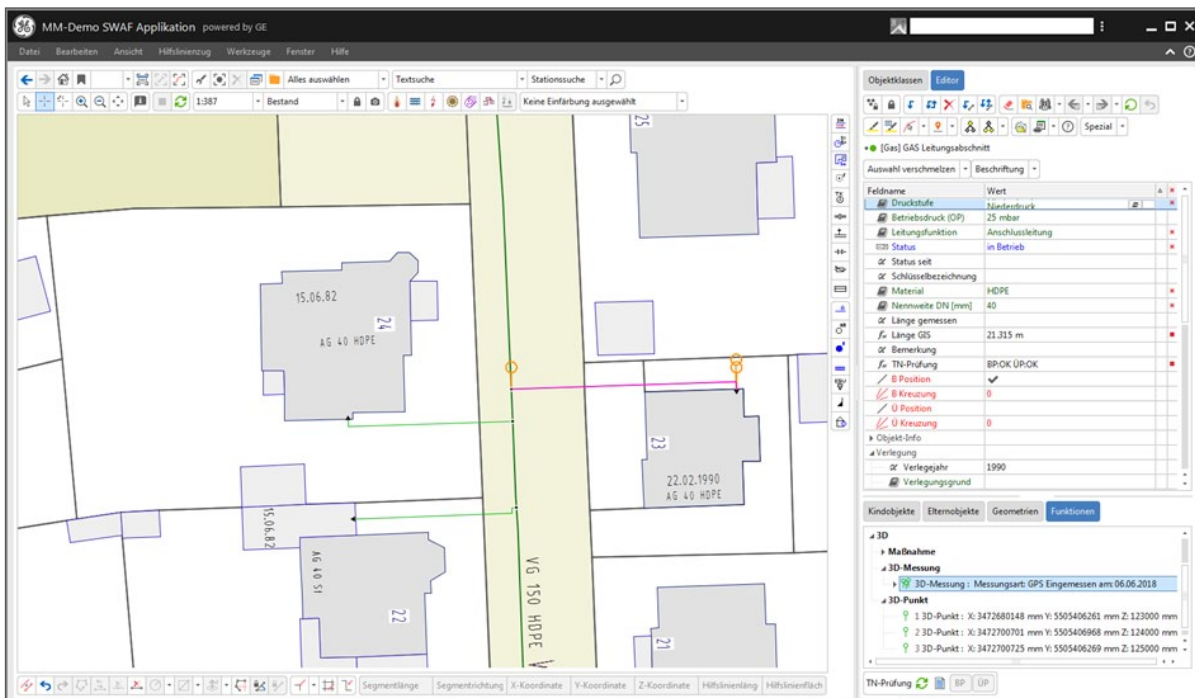 MM-Demo SWAF Applikation powered by GE
Datei Bearbeiten Ansicht Hilfslinienzug Werkzeuge Fenster Hilfe
Alles auswählen Textsuche Stationssuche
1:387 Bestand Keine Einfärbung ausgewählt
25
15.06.82
24
AG 40 HDPE
23
22.02.1990
AG 40 HDPE
15.06.82
AG 40 St
22
VG 150 HDPE
21
Segmentlänge Segmentrichtung X-Koordinate Y-Koordinate Z-Koordinate Hilfslinienläng Hilfslinienfläch
Objektklassen Editor
Spezial
[Gas] GAS Leitungsabschnitt
Auswahl verschmelzen Beschriftung
Feldname Wert
Druckstufe Niederdruck
Betriebsdruck (OP) 25 mbar
Leitungsfunktion Anschlussleitung
Status in Betrieb
Status seit
Schlüsselbezeichnung
Material HDPE
Nennweite DN [mm] 40
Länge gemessen
Länge GIS 21.315 m
Bemerkung
TN-Prüfung BP:OK ÜP:OK
B Position
B Kreuzung 0
Ü Position
Ü Kreuzung 0
Objekt-Info
Verlegung
Verlegejahr 1990
Verlegungsgrund
Kindobjekte Elternobjekte Geometrien Funktionen
3D
Maßnahme
3D-Messung
3D-Messung : Messungsart: GPS Eingemessen am: 06.06.2018
3D-Punkt
1 3D-Punkt : X: 3472680148 mm Y: 5505406261 mm Z: 123000 mm
2 3D-Punkt : X: 3472700701 mm Y: 5505406968 mm Z: 124000 mm
3 3D-Punkt : X: 3472700725 mm Y: 5505406269 mm Z: 125000 mm
TN-Prüfung BP ÜP